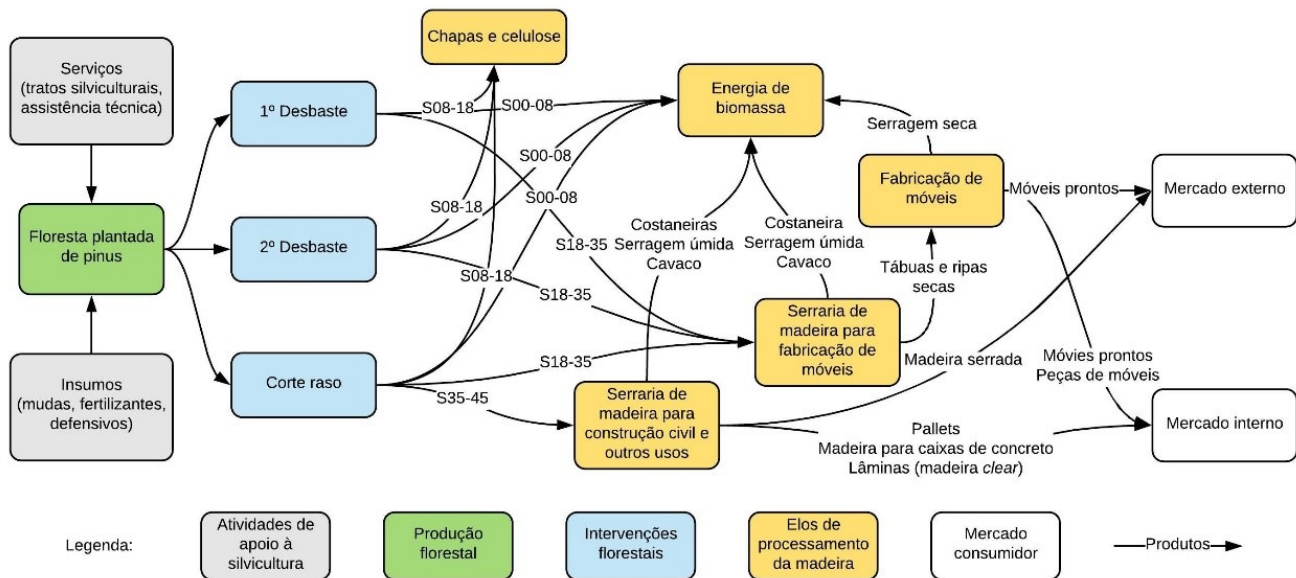 Serviços
(tratos silviculturais,
assistência técnica)
Floresta plantada
de pinus
Insumos
(mudas, fertilizantes,
defensivos)
1º Desbaste
2º Desbaste
Corte raso
Chapas e celulose
S08-18
S00-08
S00-08
S08-18
S00-08
S18-35
S08-18
S18-35
S18-35
S35-45
Energia de
biomassa
Costaneiras
Serragem úmida
Cavaco
Costaneira
Serragem úmida
Cavaco
Serragem seca
Fabricação de
móveis
Tábuas e ripas
secas
Serraria de
madeira para
fabricação de
móveis
Serraria de
madeira para
construção civil e
outros usos
Móveis prontos
Mercado externo
Madeira serrada
Móvies prontos
Peças de móveis
Pallets
Madeira para caixas de concreto
Lâminas (madeira clear)
Mercado interno
Legenda:
Atividades de
apoio à
silvicultura
Produção
florestal
Intervenções
florestais
Elos de
processamento
da madeira
Mercado
consumidor
Produtos